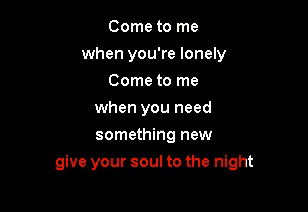 Come to me
when you're lonely
Come to me
when you need
something new
give your soul to the night